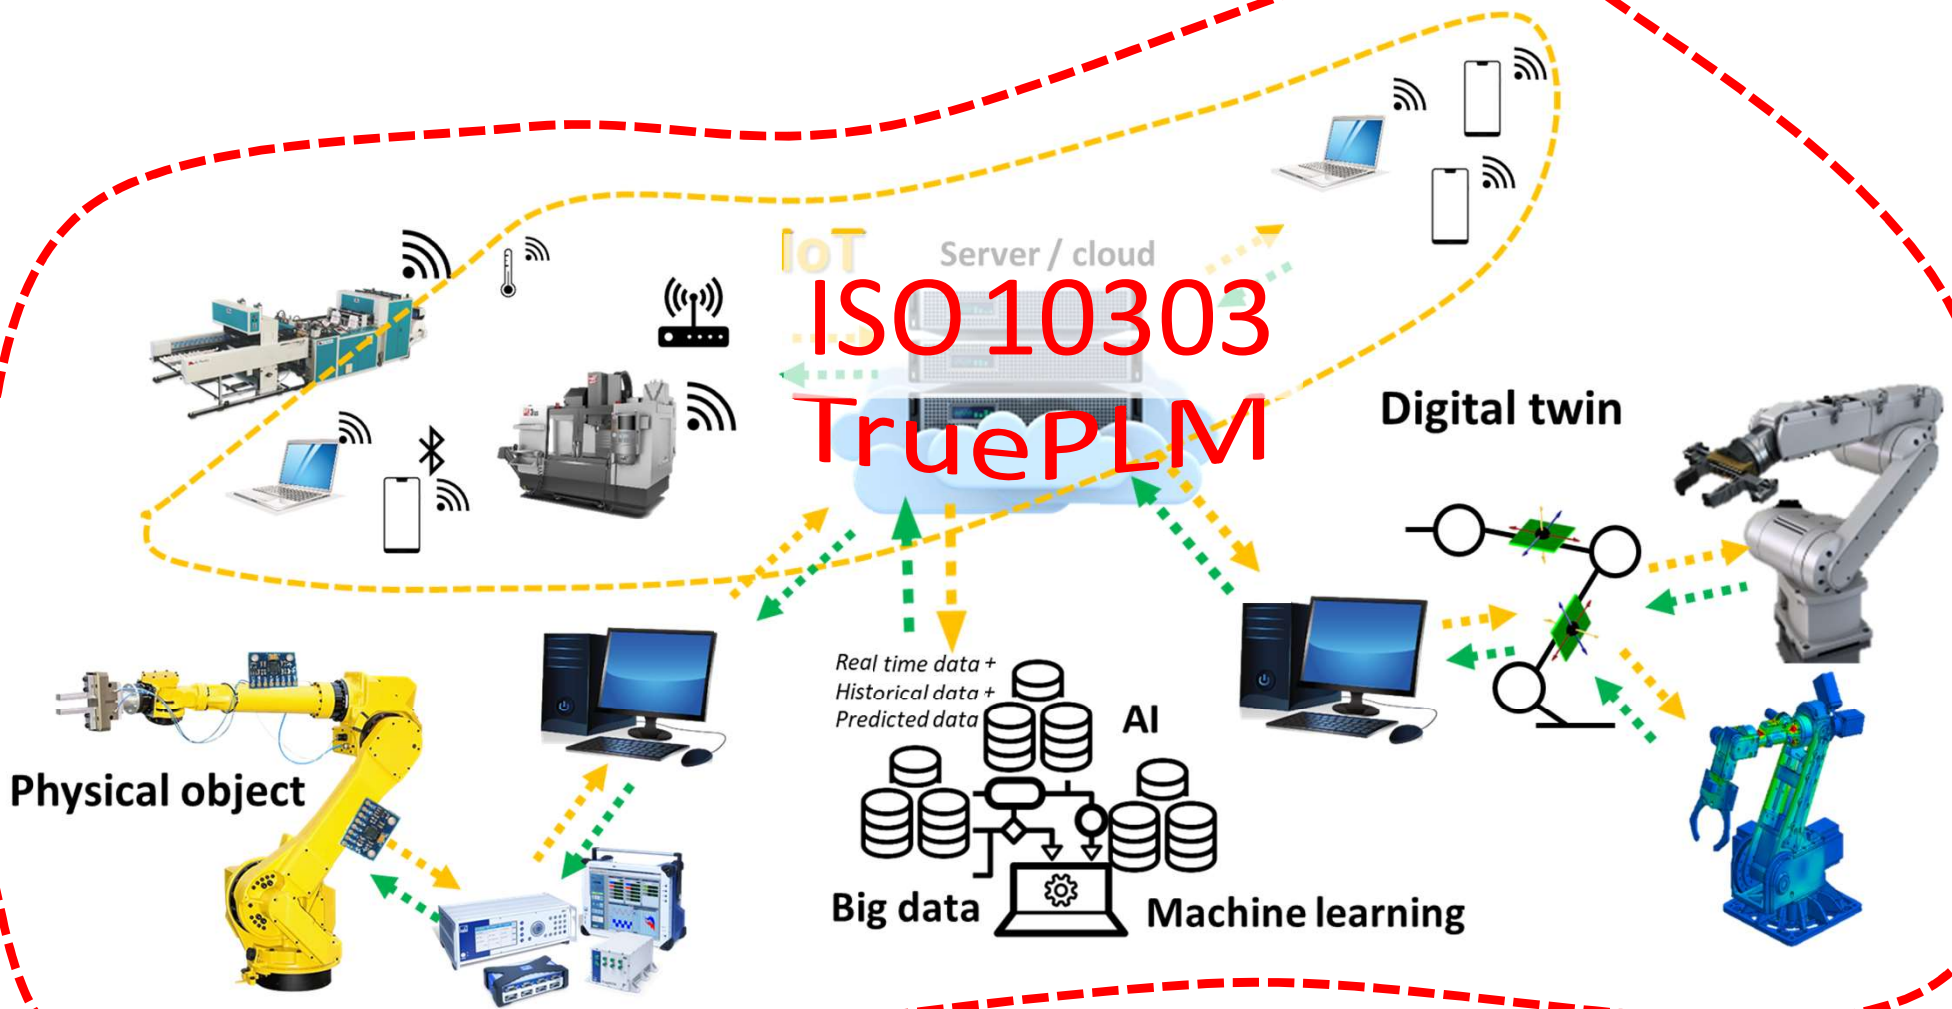 IoT
Server / cloud
ISO 10303
TruePLM
Digital twin
Real time data +
Historical data +
Predicted data
AI
Physical object
Big data
Machine learning